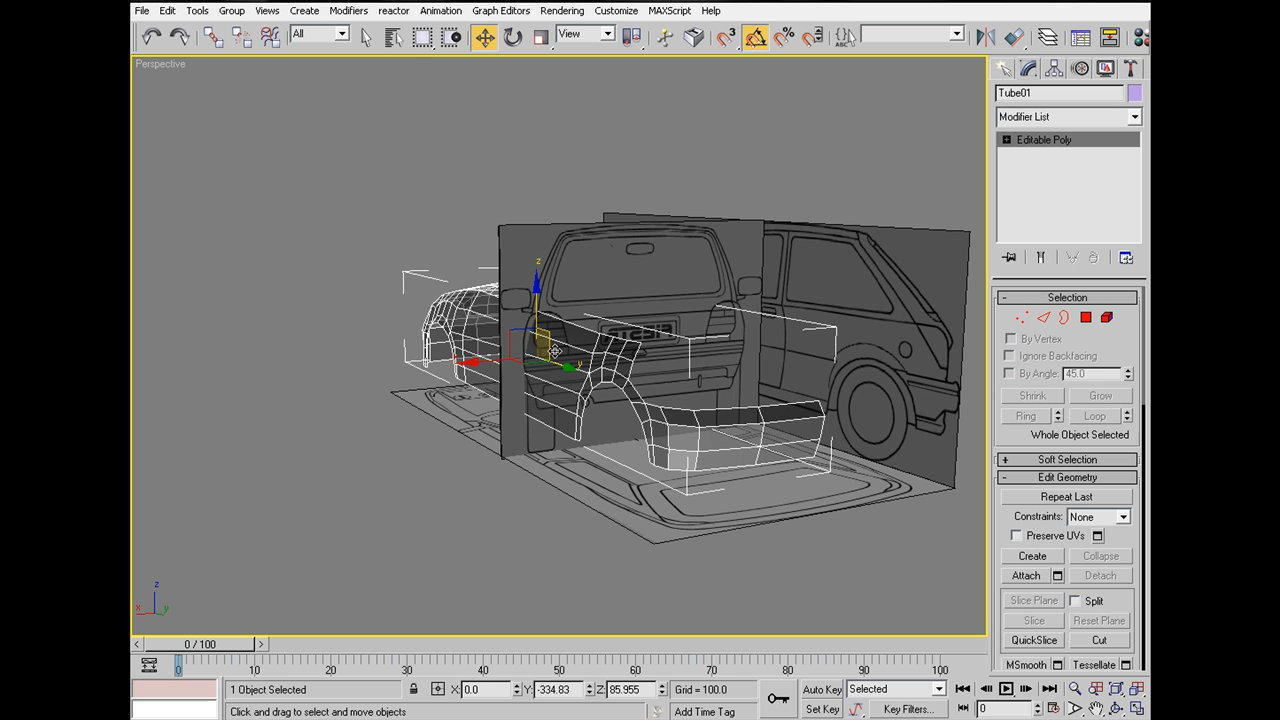 File Edit Tools Group Views Create Modifiers reactor Animation Graph Editors Rendering Customize MAXScript Help
All View
Perspective
Tube01
Modifier List
Editable Poly
Selection
By Vertex
Ignore Backfacing
By Angle: 45.0
Shrink Grow
Ring Loop
Whole Object Selected
Soft Selection
Edit Geometry
Repeat Last
Constraints: None
Preserve UVs
Create Collapse
Attach Detach
Slice Plane Split
Slice Reset Plane
QuickSlice Cut
MSmooth Tessellate
z
y
z
x y
0 / 100
0 10 20 30 40 50 60 70 80 90 100
1 Object Selected X: 0.0 Y: -334.83 Z: 85.955 Grid = 100.0 Auto Key Selected
Click and drag to select and move objects Add Time Tag Set Key Key Filters... 0